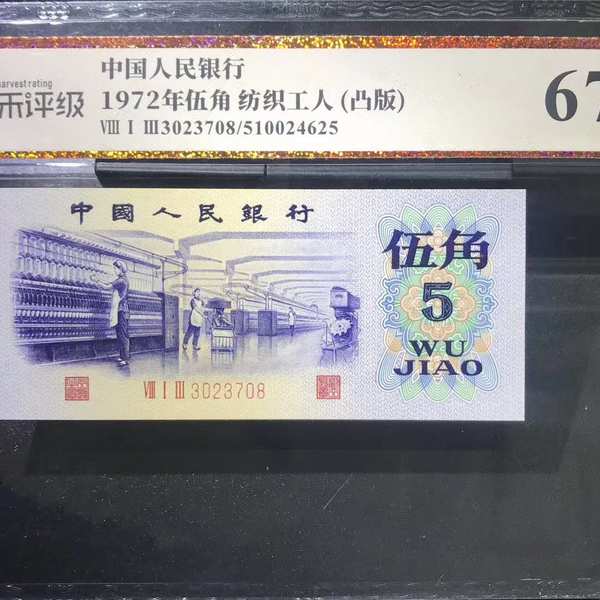 harvest rating
禾评级
中国人民银行
1972年伍角 纺织工人 (凸版)
Ⅷ Ⅰ Ⅲ3023708/510024625
67
中國人民銀行
伍角
5
WU
JIAO
Ⅷ Ⅰ Ⅲ 3023708